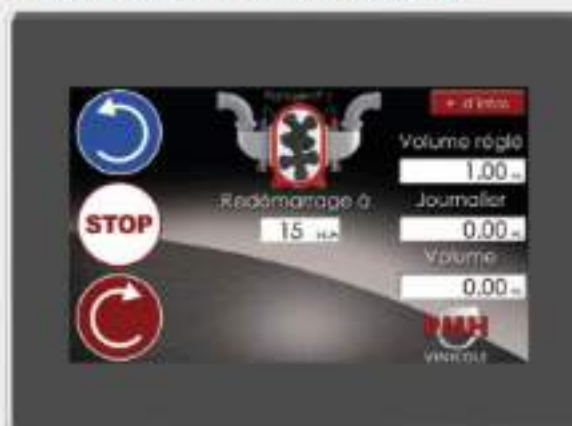 + d'infos
Volume réglé
1.00
Redémarrage à
Journalier
STOP
15
0.00
Volume
0.00
PMH
VINICOLE